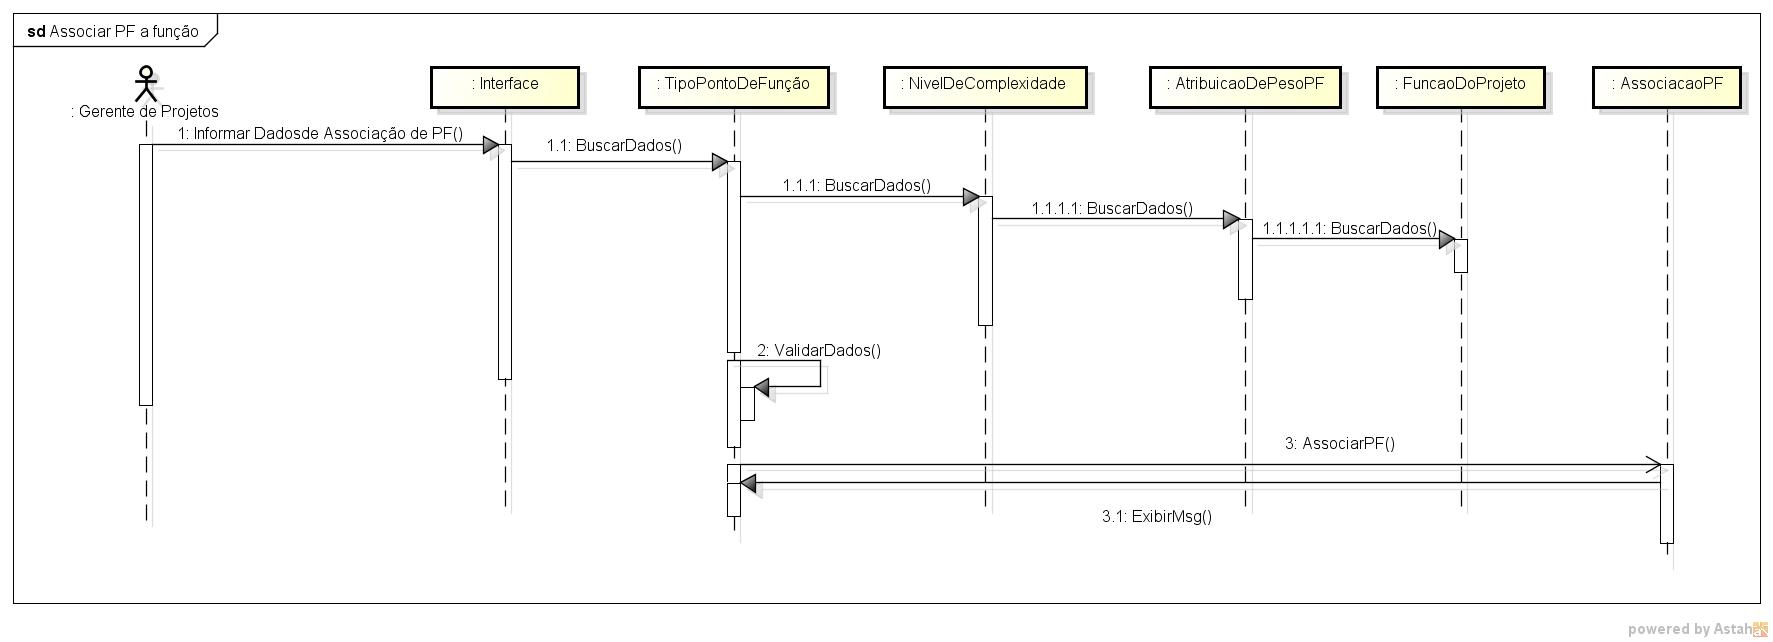 sd Associar PF a função
: Gerente de Projetos
: Interface
: TipoPontoDeFunção
: NivelDeComplexidade
: AtribuicaoDePesoPF
: FuncaoDoProjeto
: AssociacaoPF
1: Informar Dadosde Associação de PF()
1.1: BuscarDados()
1.1.1: BuscarDados()
1.1.1.1: BuscarDados()
1.1.1.1.1: BuscarDados()
2: ValidarDados()
3: AssociarPF()
3.1: ExibirMsg()
powered by Astah